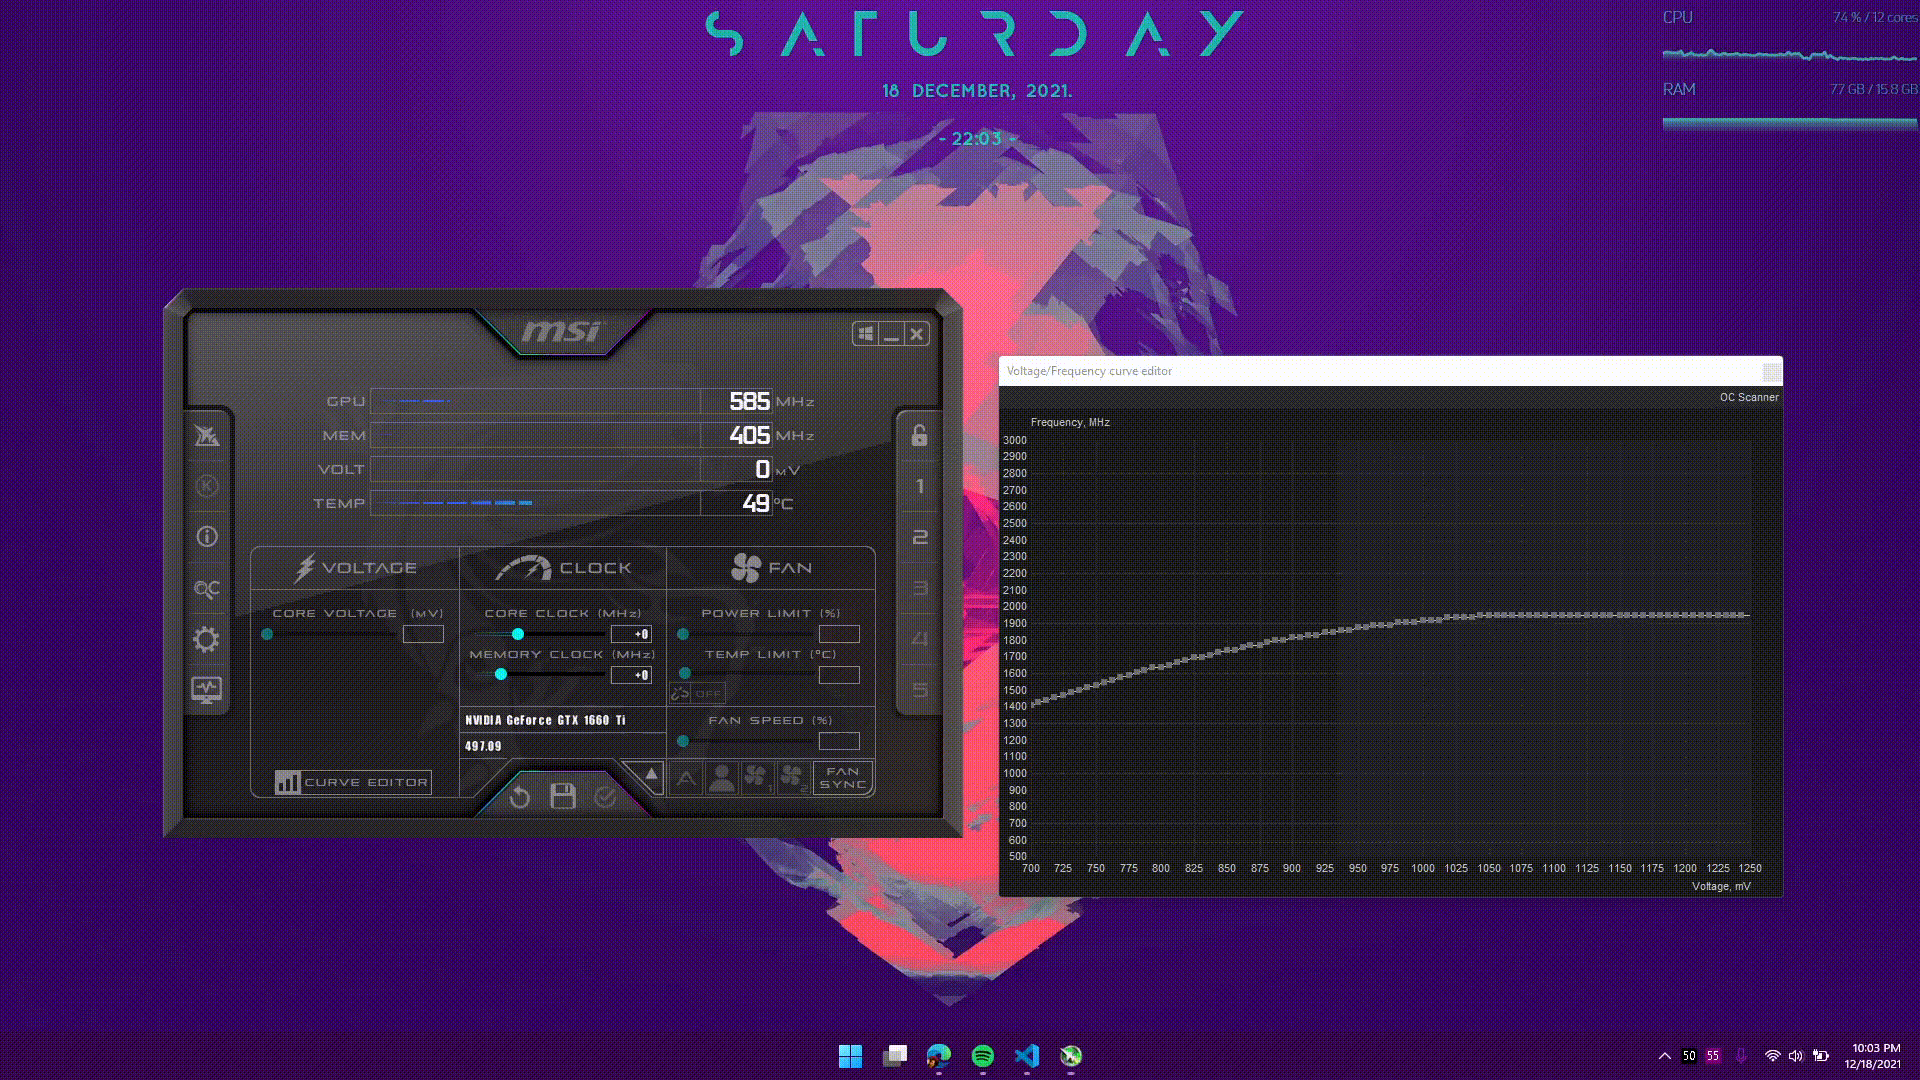 SATURDAY
18 DECEMBER, 2021.
- 22:03 -
CPU 74 % / 12 cores
RAM 7.7 GB / 15.8 GB
msi
GPU 585 MHz
MEM 405 MHz
VOLT 0 mV
TEMP 49 °C
K
1
2
3
4
5
VOLTAGE
CLOCK
FAN
CORE VOLTAGE (MV)
CORE CLOCK (MHz)
+0
MEMORY CLOCK (MHz)
+0
POWER LIMIT (%)
TEMP LIMIT (°C)
OFF
NVIDIA GeForce GTX 1660 Ti
497.09
FAN SPEED (%)
CURVE EDITOR
A
1
2
FAN SYNC
Voltage/Frequency curve editor
OC Scanner
Frequency, MHz
3000
2900
2800
2700
2600
2500
2400
2300
2200
2100
2000
1900
1800
1700
1600
1500
1400
1300
1200
1100
1000
900
800
700
600
500
700 725 750 775 800 825 850 875 900 925 950 975 1000 1025 1050 1075 1100 1125 1150 1175 1200 1225 1250
Voltage, mV
50 55
10:03 PM
12/18/2021